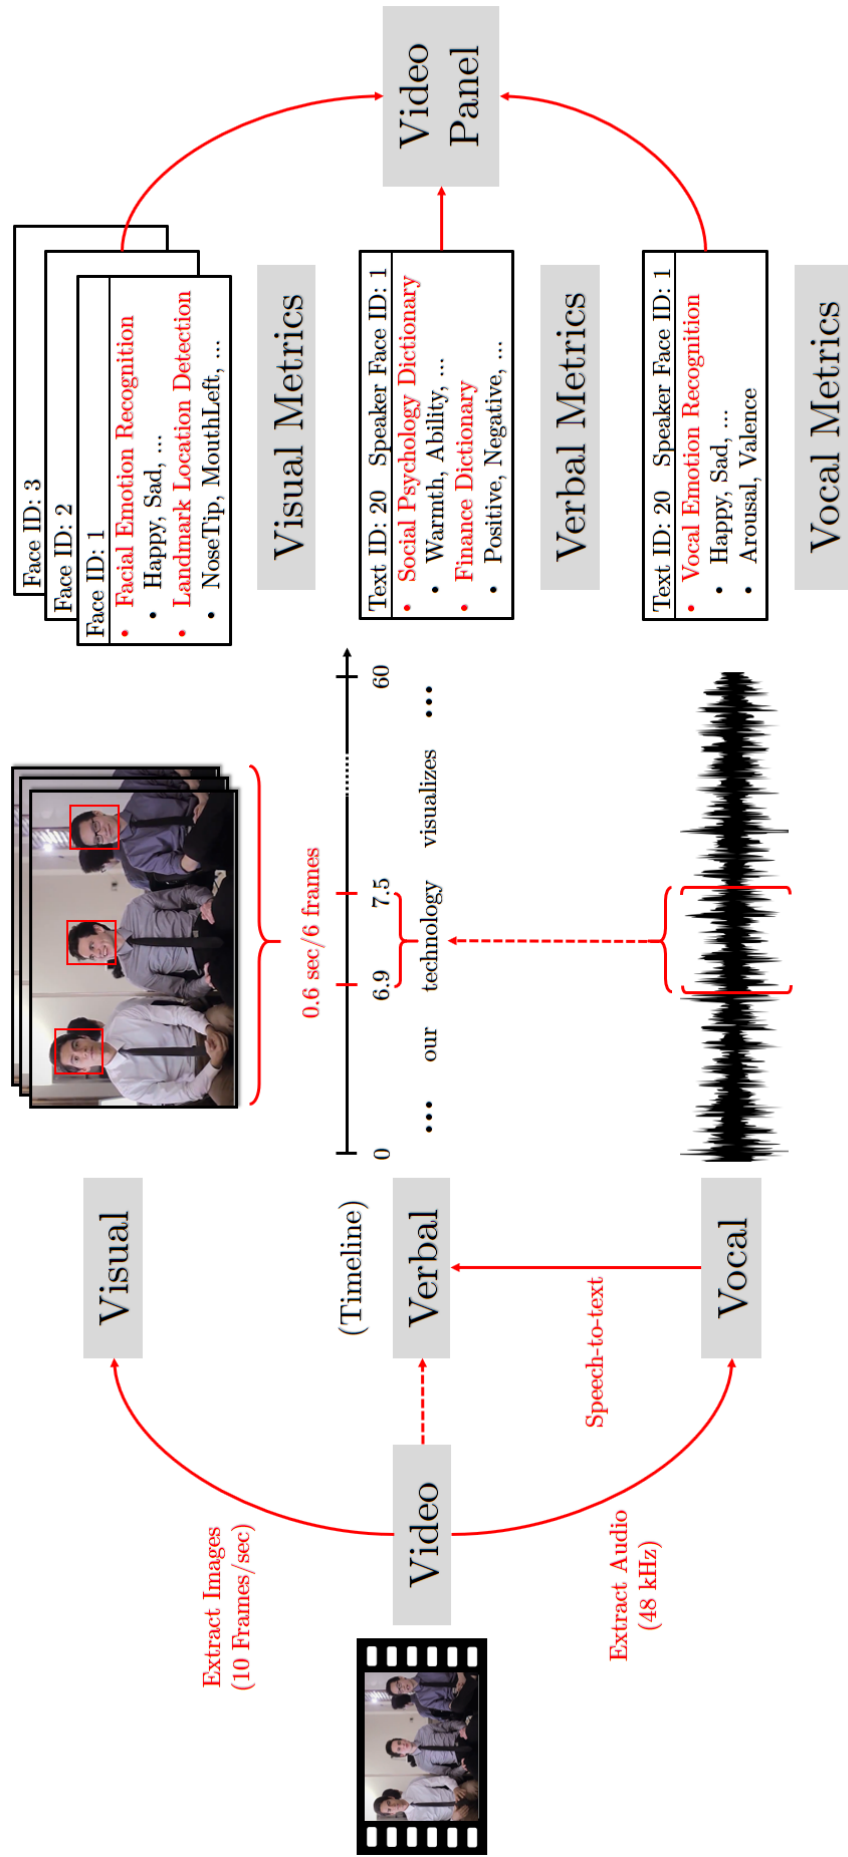 Video
Extract Images
(10 Frames/sec)
Extract Audio
(48 kHz)
Speech-to-text
Visual
(Timeline)
Verbal
Vocal
0.6 sec/6 frames
0 6.9 7.5 60
... our technology visualizes ...
Face ID: 3
Face ID: 2
Face ID: 1
• Facial Emotion Recognition
• Happy, Sad, ...
• Landmark Location Detection
• NoseTip, MouthLeft, ...
Visual Metrics
Text ID: 20 Speaker Face ID: 1
• Social Psychology Dictionary
• Warmth, Ability, ...
• Finance Dictionary
• Positive, Negative, ...
Verbal Metrics
Text ID: 20 Speaker Face ID: 1
• Vocal Emotion Recognition
• Happy, Sad, ...
• Arousal, Valence
Vocal Metrics
Video
Panel